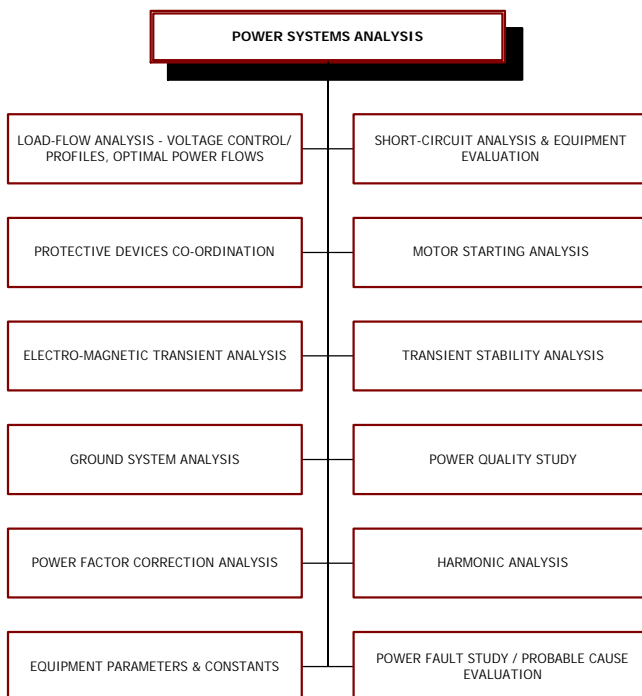 POWER SYSTEMS ANALYSIS
LOAD-FLOW ANALYSIS - VOLTAGE CONTROL/
PROFILES, OPTIMAL POWER FLOWS
SHORT-CIRCUIT ANALYSIS & EQUIPMENT
EVALUATION
PROTECTIVE DEVICES CO-ORDINATION
MOTOR STARTING ANALYSIS
ELECTRO-MAGNETIC TRANSIENT ANALYSIS
TRANSIENT STABILITY ANALYSIS
GROUND SYSTEM ANALYSIS
POWER QUALITY STUDY
POWER FACTOR CORRECTION ANALYSIS
HARMONIC ANALYSIS
EQUIPMENT PARAMETERS & CONSTANTS
POWER FAULT STUDY / PROBABLE CAUSE
EVALUATION